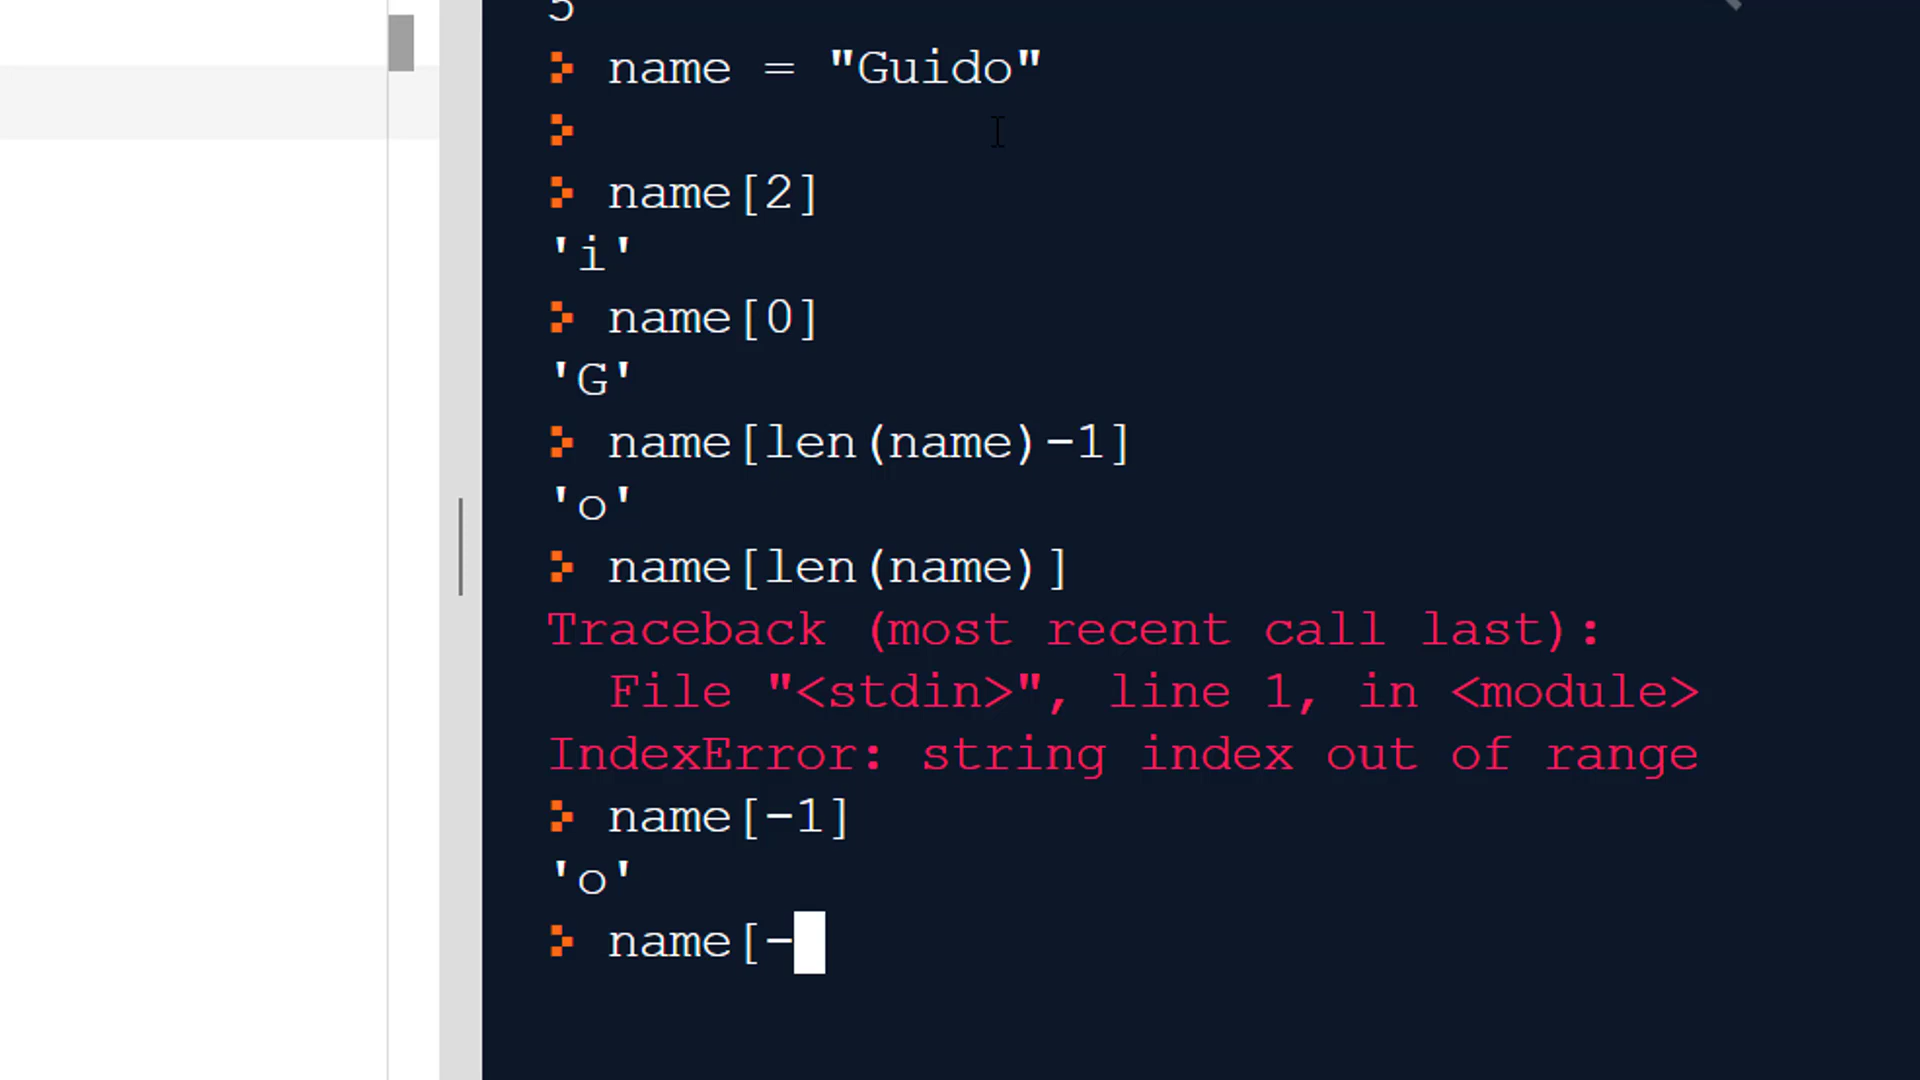 5
name = "Guido"
name[2]
'i'
name[0]
'G'
name[len(name)-1]
'o'
name[len(name)]
Traceback (most recent call last):
  File "<stdin>", line 1, in <module>
IndexError: string index out of range
name[-1]
'o'
name[-